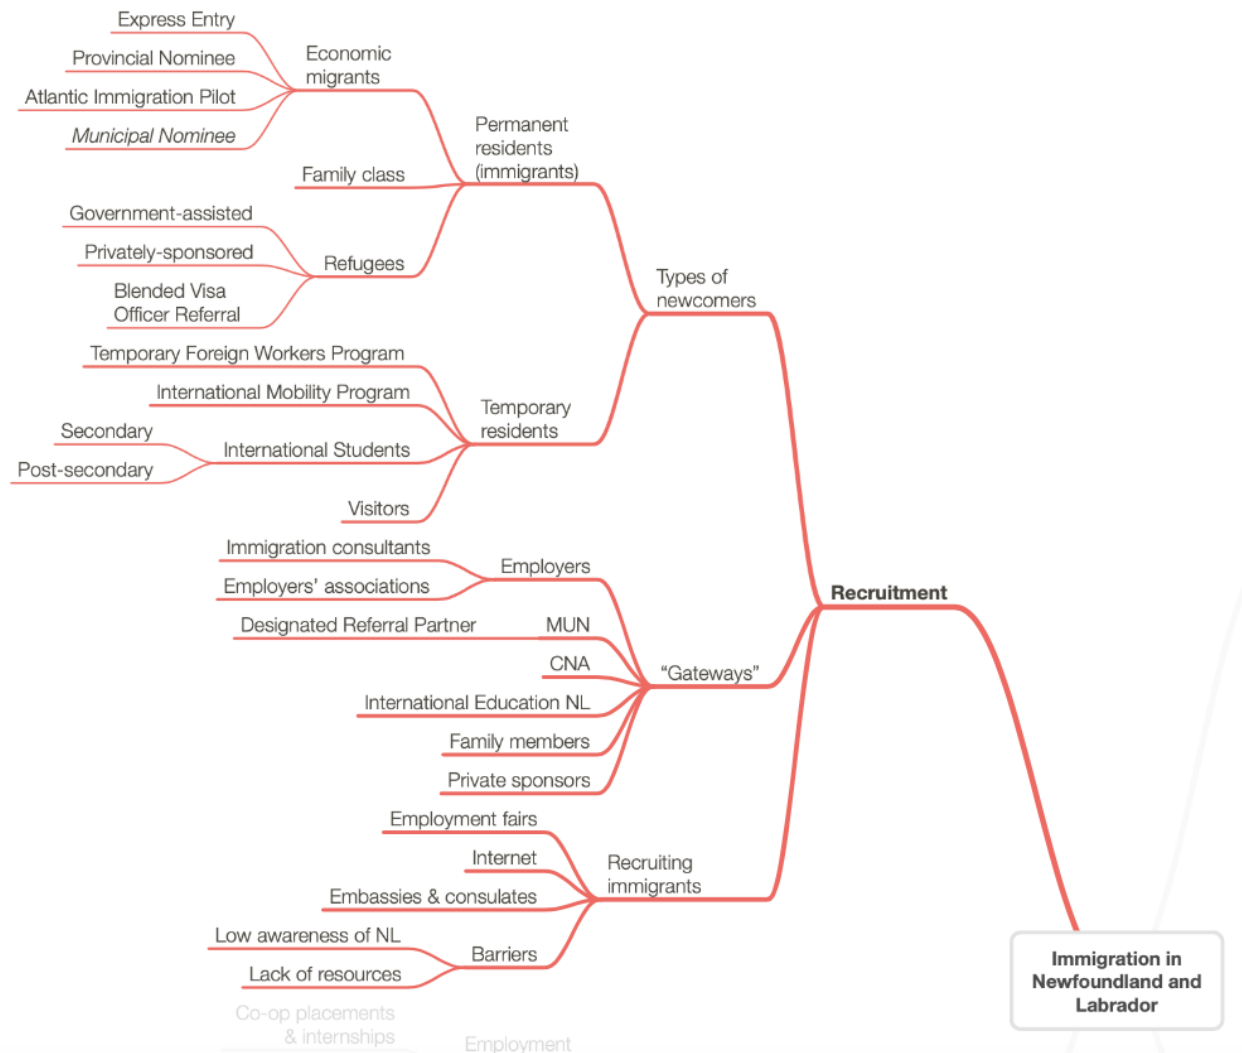 Express Entry
Provincial Nominee
Atlantic Immigration Pilot
Municipal Nominee
Economic
migrants
Family class
Permanent
residents
(immigrants)
Government-assisted
Privately-sponsored
Blended Visa
Officer Referral
Refugees
Types of
newcomers
Temporary Foreign Workers Program
International Mobility Program
Secondary
Post-secondary
International Students
Visitors
Temporary
residents
Immigration consultants
Employers' associations
Employers
Designated Referral Partner
MUN
CNA
International Education NL
Family members
Private sponsors
“Gateways”
Recruitment
Employment fairs
Internet
Embassies & consulates
Low awareness of NL
Lack of resources
Barriers
Recruiting
immigrants
Immigration in
Newfoundland and
Labrador
Co-op placements
& internships
Employment